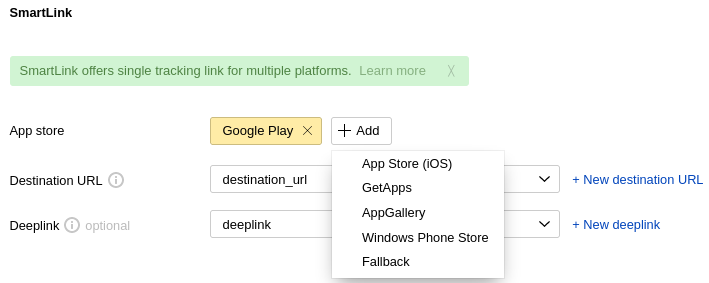 SmartLink
SmartLink offers single tracking link for multiple platforms. Learn more
App store Google Play Add
App Store (iOS)
Destination URL destination_url + New destination URL
GetApps
AppGallery
Deeplink optional deeplink + New deeplink
Windows Phone Store
Fallback